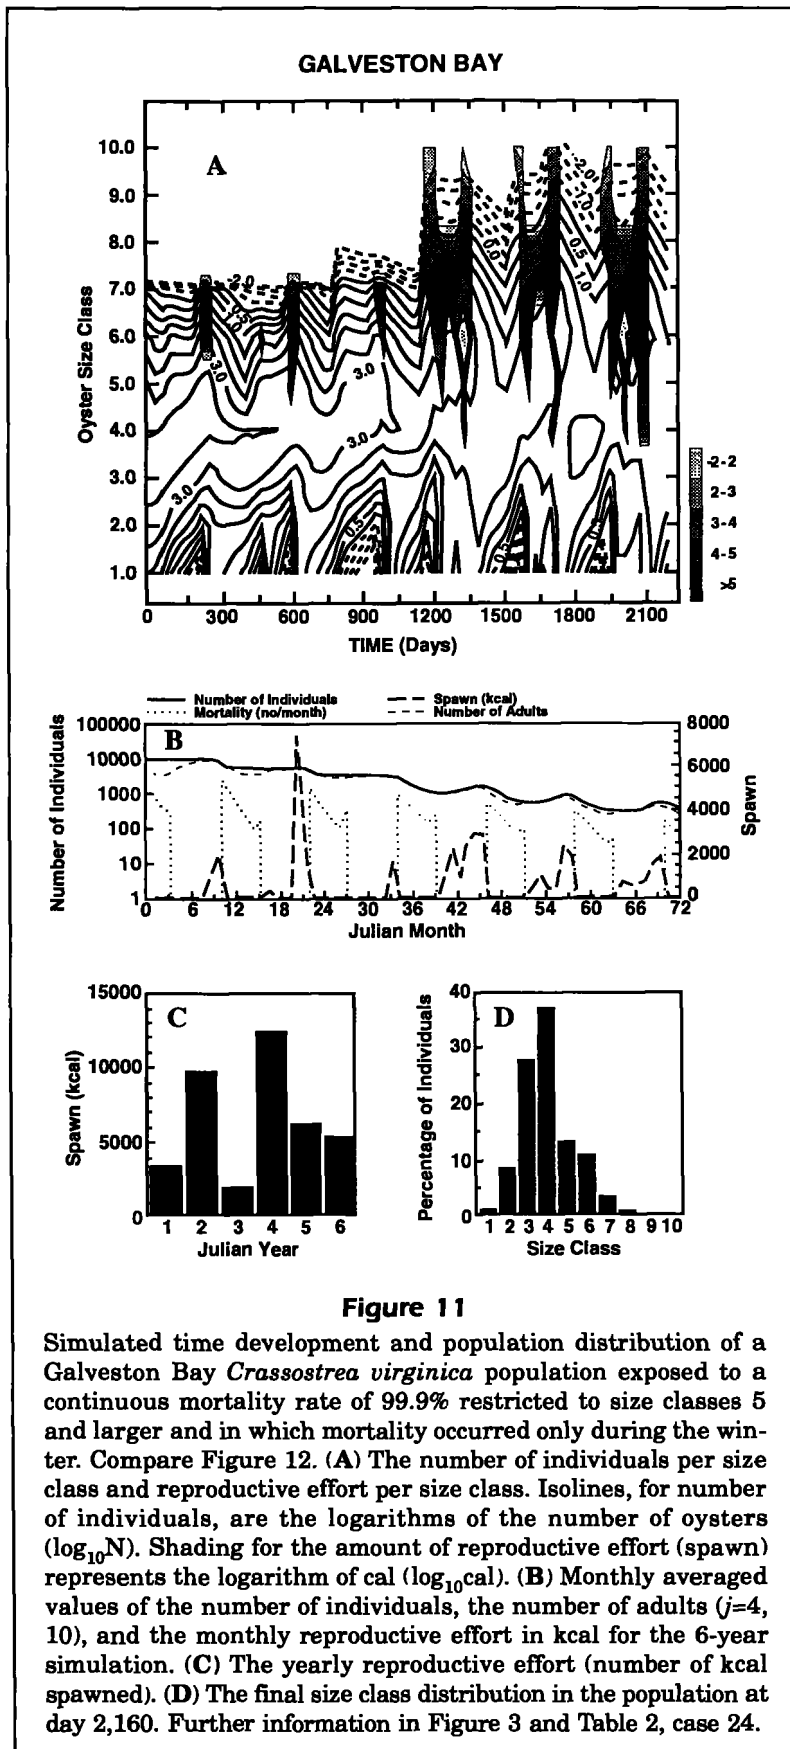 GALVESTON BAY
A
Oyster Size Class
10.0
9.0
8.0
7.0
6.0
5.0
4.0
3.0
2.0
1.0
-2.0
0.5
1.0
3.0
3.0
3.0
3.0
0.5
0.0
-2.0
-1.0
0.5
1.0
0.5
-2-2
2-3
3-4
4-5
>5
0 300 600 900 1200 1500 1800 2100
TIME (Days)
Number of Individuals
Mortality (no/month)
Spawn (kcal)
Number of Adults
B
Number of Individuals
100000
10000
1000
100
10
1
8000
6000
4000
2000
0
Spawn
0 6 12 18 24 30 36 42 48 54 60 66 72
Julian Month
C
Spawn (kcal)
15000
10000
5000
0
1 2 3 4 5 6
Julian Year
D
Percentage of Individuals
40
30
20
10
0
1 2 3 4 5 6 7 8 9 10
Size Class
Figure 11
Simulated time development and population distribution of a
Galveston Bay Crassostrea virginica population exposed to a
continuous mortality rate of 99.9% restricted to size classes 5
and larger and in which mortality occurred only during the win-
ter. Compare Figure 12. (A) The number of individuals per size
class and reproductive effort per size class. Isolines, for number
of individuals, are the logarithms of the number of oysters
(log10N). Shading for the amount of reproductive effort (spawn)
represents the logarithm of cal (log10cal). (B) Monthly averaged
values of the number of individuals, the number of adults (j=4,
10), and the monthly reproductive effort in kcal for the 6-year
simulation. (C) The yearly reproductive effort (number of kcal
spawned). (D) The final size class distribution in the population at
day 2,160. Further information in Figure 3 and Table 2, case 24.